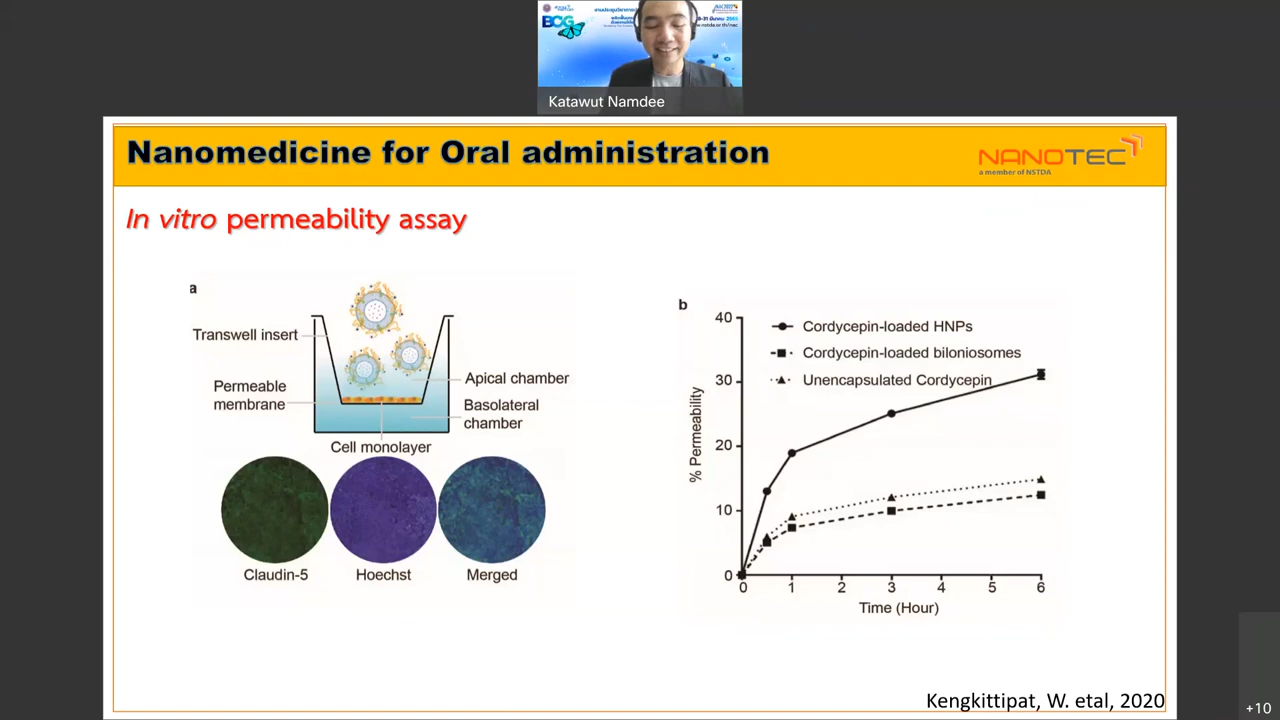 BCG
Katawut Namdee
Nanomedicine for Oral administration
NANOTEC
a member of NSTDA
In vitro permeability assay
a
Transwell insert
Permeable
membrane
Apical chamber
Basolateral
chamber
Cell monolayer
Claudin-5
Hoechst
Merged
b
Cordycepin-loaded HNPs
Cordycepin-loaded biloniosomes
Unencapsulated Cordycepin
% Permeability
40
30
20
10
0
0 1 2 3 4 5 6
Time (Hour)
Kengkittipat, W. etal, 2020
+10